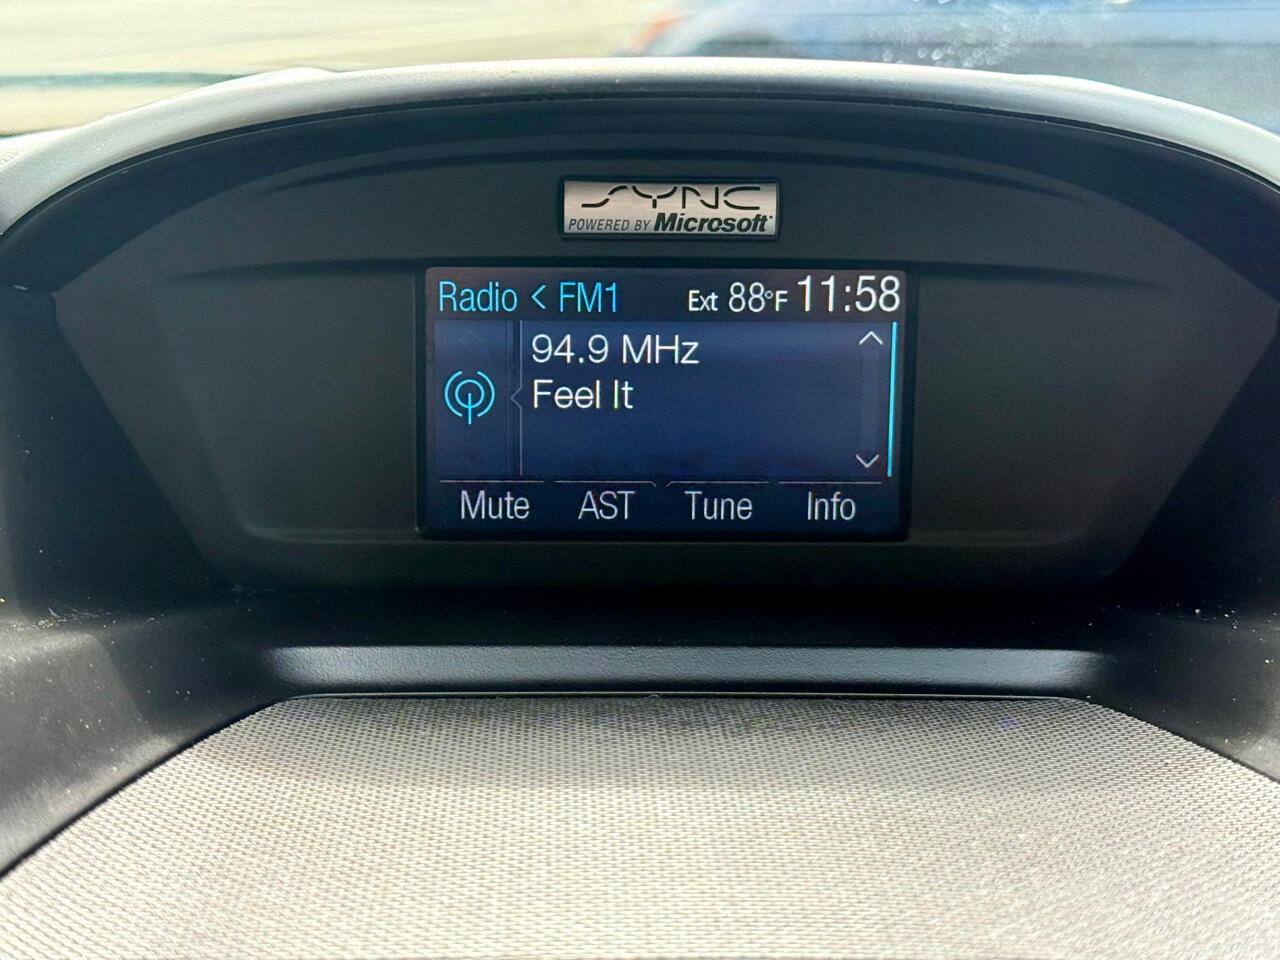 SYNC
POWERED BY Microsoft
Radio < FM1 Ext 88°F 11:58
94.9 MHz
Feel It
Mute AST Tune Info